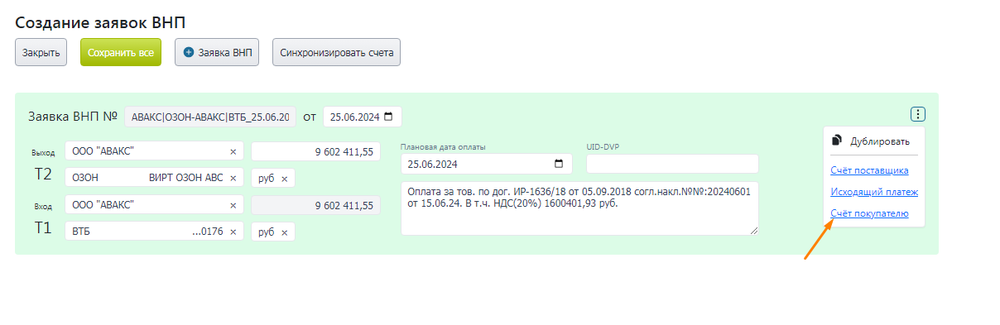 Создание заявок ВНП
Закрыть
Сохранить все
Заявка ВНП
Синхронизировать счета
Заявка ВНП №
АВАКС|ОЗОН-АВАКС|ВТБ_25.06.20
от
25.06.2024
Выход
ООО "АВАКС" ×
9 602 411,55
Т2
ОЗОН ВИРТ ОЗОН АВС ×
руб ×
Вход
ООО "АВАКС" ×
9 602 411,55
Т1
ВТБ ...0176 ×
руб ×
Плановая дата оплаты
25.06.2024
UID-DVP
Оплата за тов. по дог. ИР-1636/18 от 05.09.2018 согл.накл.№№:20240601
от 15.06.24. В т.ч. НДС(20%) 1600401,93 руб.
Дублировать
Счёт поставщика
Исходящий платеж
Счёт покупателю